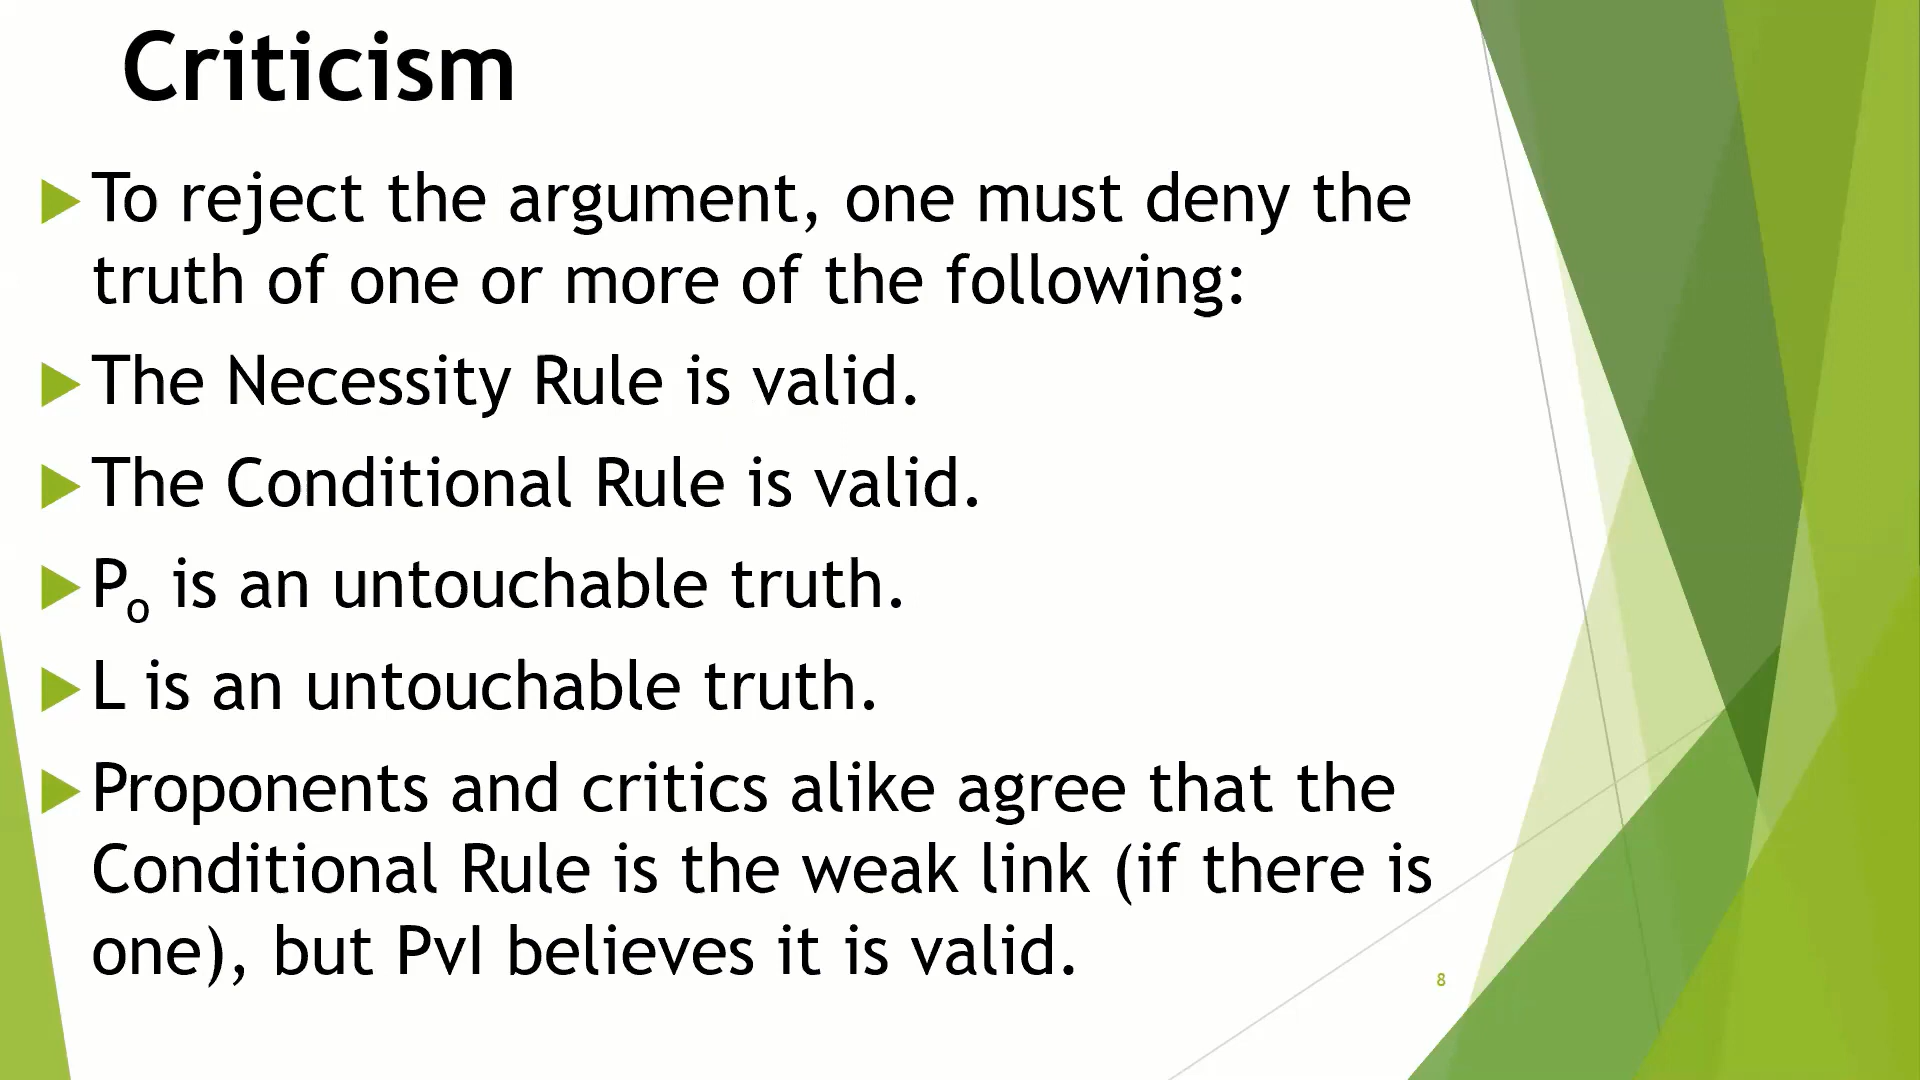 Criticism
To reject the argument, one must deny the
truth of one or more of the following:
The Necessity Rule is valid.
The Conditional Rule is valid.
Po is an untouchable truth.
L is an untouchable truth.
Proponents and critics alike agree that the
Conditional Rule is the weak link (if there is
one), but PvI believes it is valid.
8